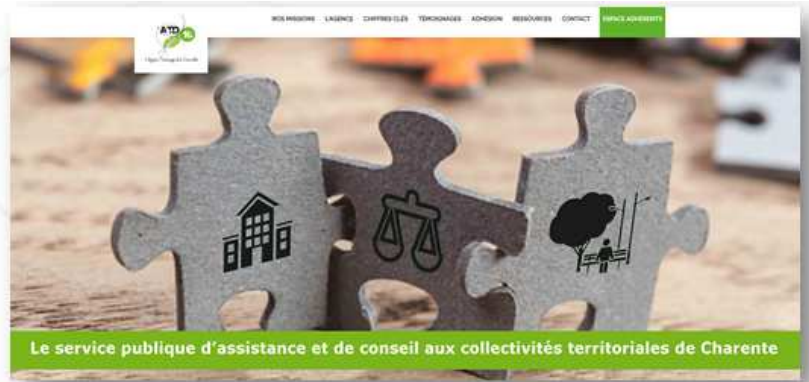 NOS MISSIONS L'AGENCE CHIFFRES CLÉS TÉMOIGNAGES ADHÉSION RESSOURCES CONTACT ESPACE ADHÉRENTS
ATD 16
Le service publique d'assistance et de conseil aux collectivités territoriales de Charente